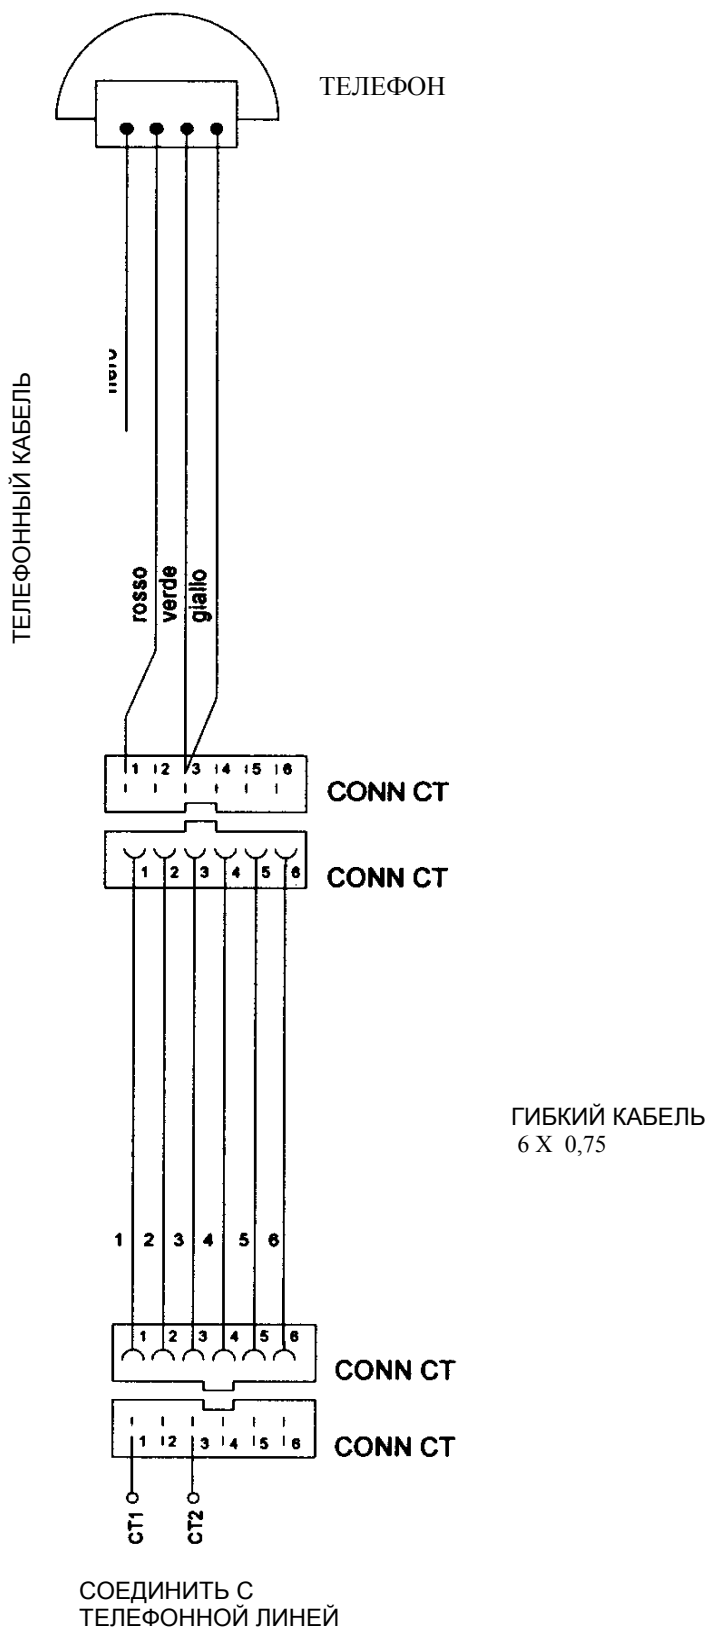 ТЕЛЕФОН
ТЕЛЕФОННЫЙ КАБЕЛЬ
rosso
verde
giallo
1 2 3 4 5 6
CONN CT
1 2 3 4 5 6
CONN CT
ГИБКИЙ КАБЕЛЬ
6 X 0,75
1 2 3 4 5 6
1 2 3 4 5 6
CONN CT
1 2 3 4 5 6
CONN CT
CT1 CT2
СОЕДИНИТЬ С
ТЕЛЕФОННОЙ ЛИНЕЙ